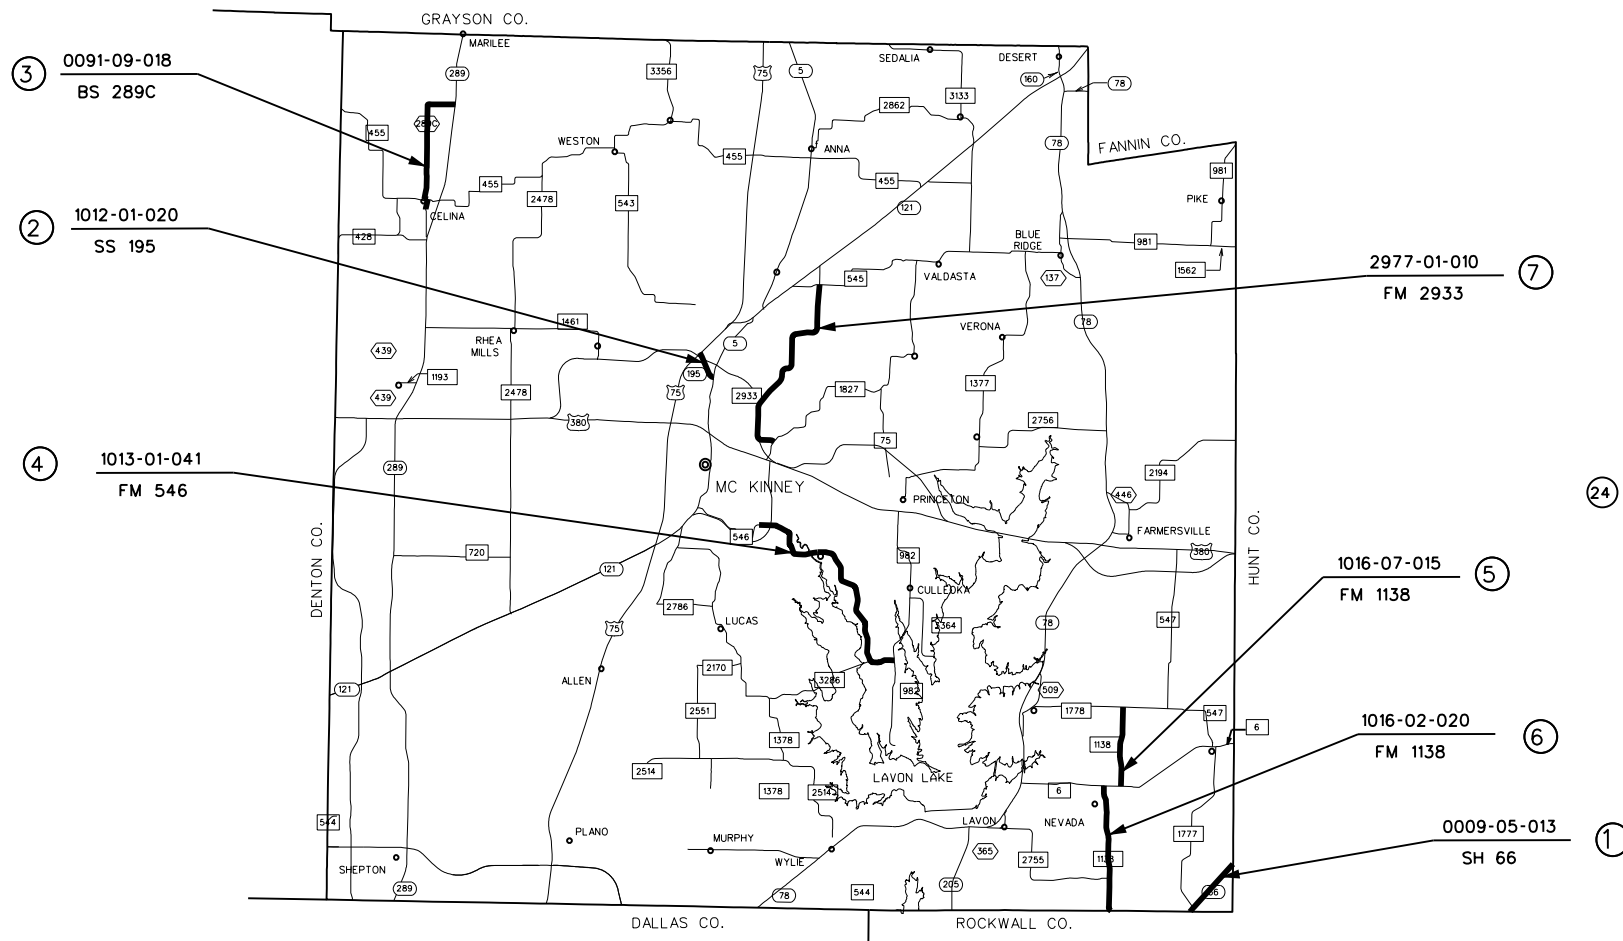 GRAYSON CO.
MARILEE
3
0091-09-018
BS 289C
289
3356
75
5
SEDALIA
DESERT
160
78
3133
2862
289C
455
WESTON
ANNA
455
78
FANNIN CO.
455
2478
543
455
981
PIKE
121
2
1012-01-020
SS 195
CELINA
428
BLUE
RIDGE
981
1562
VALDASTA
545
137
2977-01-010
FM 2933
7
1461
RHEA
MILLS
439
5
VERONA
78
1193
439
2478
195
75
2933
1827
1377
380
2756
75
4
1013-01-041
FM 546
289
MC KINNEY
PRINCETON
2194
446
24
FARMERSVILLE
DENTON CO.
HUNT CO.
720
546
982
380
121
1016-07-015
FM 1138
5
CULLEOKA
2786
LUCAS
2364
78
547
75
ALLEN
2170
3286
982
509
121
2551
1378
1778
547
6
1138
1016-02-020
FM 1138
6
2514
1378
2514
LAVON LAKE
6
NEVADA
LAVON
544
PLANO
MURPHY
WYLIE
365
2755
1138
1777
0009-05-013
SH 66
1
SHEPTON
289
78
544
205
66
DALLAS CO.
ROCKWALL CO.